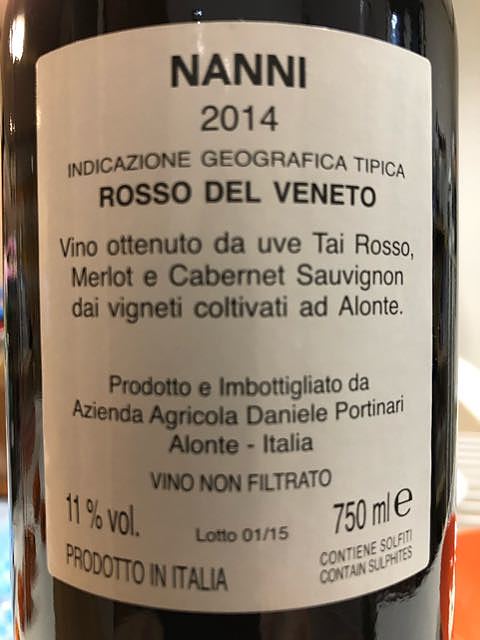 NANNI
2014
INDICAZIONE GEOGRAFICA TIPICA
ROSSO DEL VENETO
Vino ottenuto da uve Tai Rosso,
Merlot e Cabernet Sauvignon
dai vigneti coltivati ad Alonte.
Prodotto e Imbottigliato da
Azienda Agricola Daniele Portinari
Alonte - Italia
VINO NON FILTRATO
11 % vol.
Lotto 01/15
750 ml e
PRODOTTO IN ITALIA
CONTIENE SOLFITI
CONTAIN SULPHITES